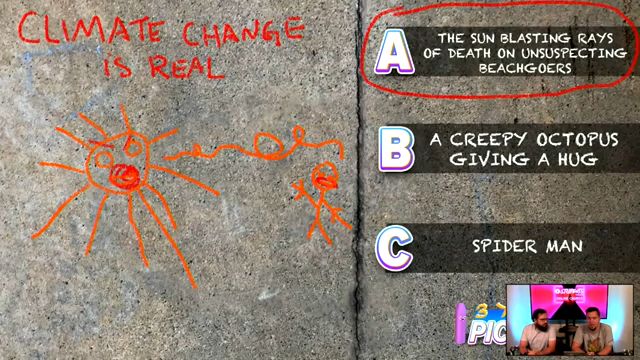 CLIMATE CHANGE
IS REAL
A
THE SUN BLASTING RAYS
OF DEATH ON UNSUSPECTING
BEACHGOERS
B
A CREEPY OCTOPUS
GIVING A HUG
C
SPIDER MAN
3
PIC